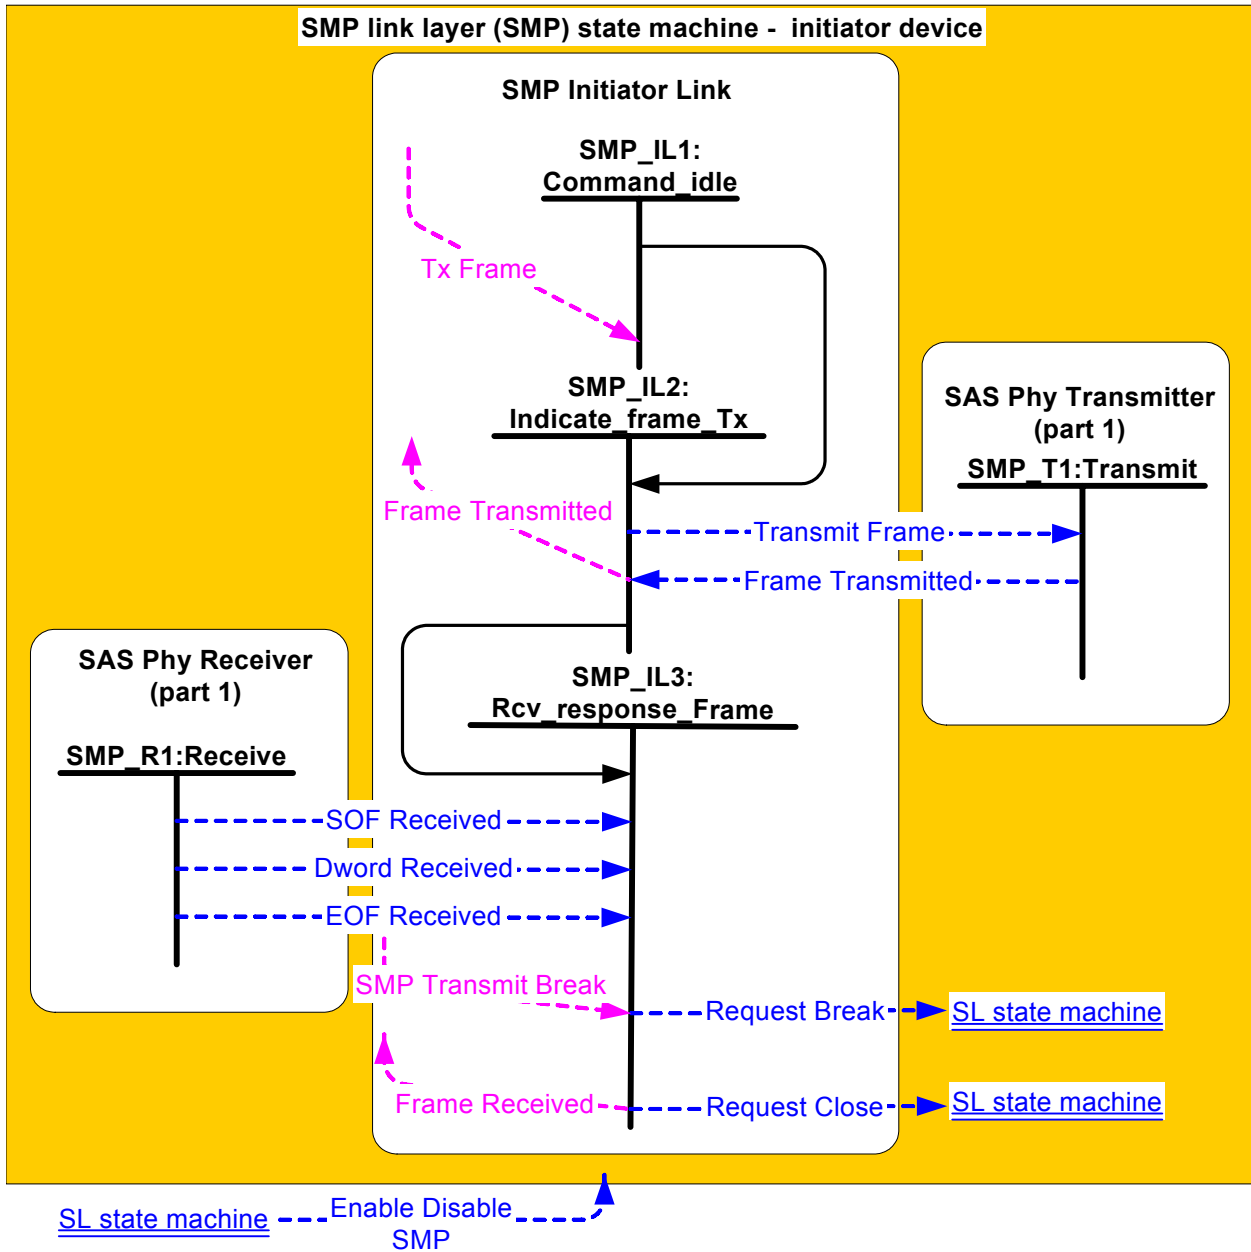 SMP link layer (SMP) state machine - initiator device
SMP Initiator Link
SMP_IL1:
Command_idle
Tx Frame
SMP_IL2:
Indicate_frame_Tx
SAS Phy Transmitter
(part 1)
SMP_T1:Transmit
Frame Transmitted
Transmit Frame
Frame Transmitted
SAS Phy Receiver
(part 1)
SMP_IL3:
Rcv_response_Frame
SMP_R1:Receive
SOF Received
Dword Received
EOF Received
SMP Transmit Break
Request Break
SL state machine
Frame Received
Request Close
SL state machine
SL state machine
Enable Disable
SMP